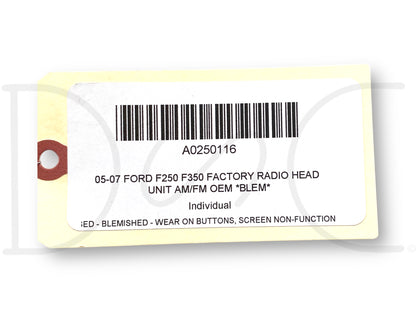 A0250116
05-07 FORD F250 F350 FACTORY RADIO HEAD
UNIT AM/FM OEM *BLEM*
Individual
- BLEMISHED - WEAR ON BUTTONS, SCREEN NON-FUNCTION